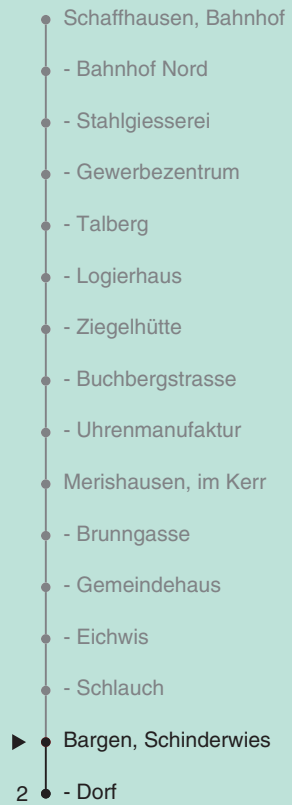 Schaffhausen, Bahnhof
- Bahnhof Nord
- Stahlgiesserei
- Gewerbezentrum
- Talberg
- Logierhaus
- Ziegelhütte
- Buchbergstrasse
- Uhrenmanufaktur
Merishausen, im Kerr
- Brunngasse
- Gemeindehaus
- Eichwis
- Schlauch
Bargen, Schinderwies
2 - Dorf